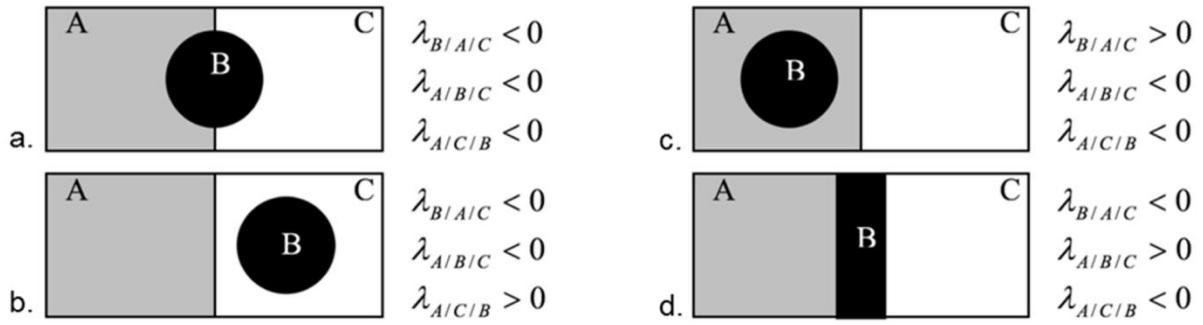 A C
B
λ_{B/A/C} < 0
λ_{A/B/C} < 0
λ_{A/C/B} < 0
a.
A C
B
λ_{B/A/C} < 0
λ_{A/B/C} < 0
λ_{A/C/B} > 0
b.
A
B
λ_{B/A/C} > 0
λ_{A/B/C} < 0
λ_{A/C/B} < 0
c.
A C
B
λ_{B/A/C} < 0
λ_{A/B/C} > 0
λ_{A/C/B} < 0
d.